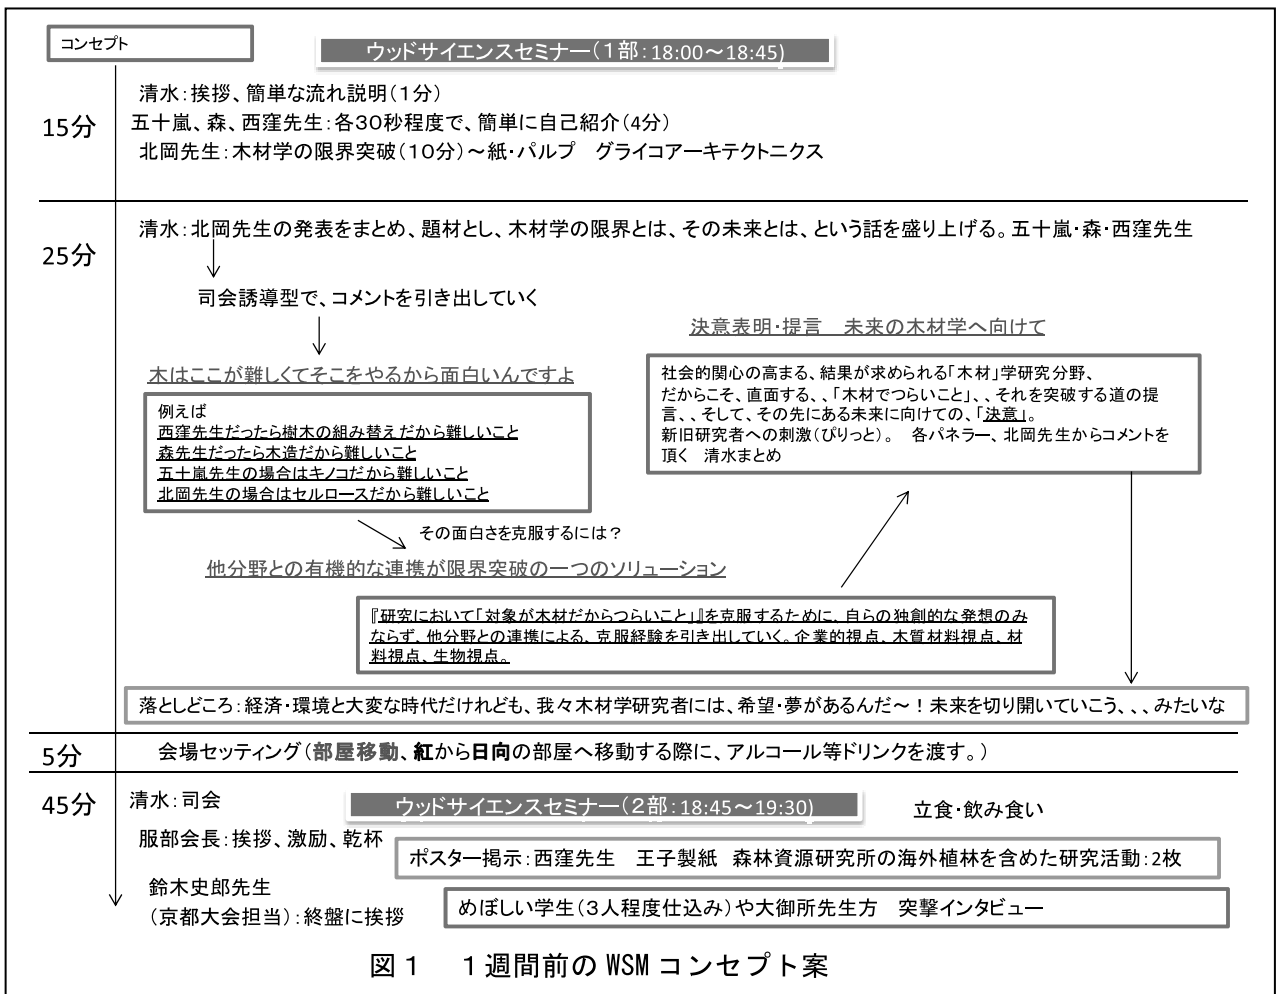 コンセプト
ウッドサイエンスセミナー(1部:18:00～18:45)
15分
清水:挨拶、簡単な流れ説明(1分)
五十嵐、森、西窪先生:各30秒程度で、簡単に自己紹介(4分)
北岡先生:木材学の限界突破(10分)～紙・パルプ　グライコアーキテクトニクス
25分
清水:北岡先生の発表をまとめ、題材とし、木材学の限界とは、その未来とは、という話を盛り上げる。五十嵐・森・西窪先生
司会誘導型で、コメントを引き出していく
木はここが難しくてそこをやるから面白いんですよ
例えば
西窪先生だったら樹木の組み替えだから難しいこと
森先生だったら木造だから難しいこと
五十嵐先生の場合はキノコだから難しいこと
北岡先生の場合はセルロースだから難しいこと
その面白さを克服するには?
他分野との有機的な連携が限界突破の一つのソリューション
『研究において「対象が木材だからつらいこと」』を克服するために、自らの独創的な発想のみ
ならず、他分野との連携による、克服経験を引き出していく。企業的視点、木質材料視点、材
料視点、生物視点。
決意表明・提言　未来の木材学へ向けて
社会的関心の高まる、結果が求められる「木材」学研究分野、
だからこそ、直面する、、「木材でつらいこと」、、それを突破する道の提
言、、そして、その先にある未来に向けての、「決意」。
新旧研究者への刺激(ぴりっと)。　各パネラー、北岡先生からコメントを
頂く　清水まとめ
落としどころ:経済・環境と大変な時代だけれども、我々木材学研究者には、希望・夢があるんだ～!未来を切り開いていこう、、、みたいな
5分
会場セッティング(部屋移動、紅から日向の部屋へ移動する際に、アルコール等ドリンクを渡す。)
45分
清水:司会
ウッドサイエンスセミナー(2部:18:45～19:30)
立食・飲み食い
服部会長:挨拶、激励、乾杯
ポスター掲示:西窪先生　王子製紙　森林資源研究所の海外植林を含めた研究活動:2枚
鈴木史郎先生
(京都大会担当):終盤に挨拶
めぼしい学生(3人程度仕込み)や大御所先生方　突撃インタビュー
図1　1週間前のWSMコンセプト案